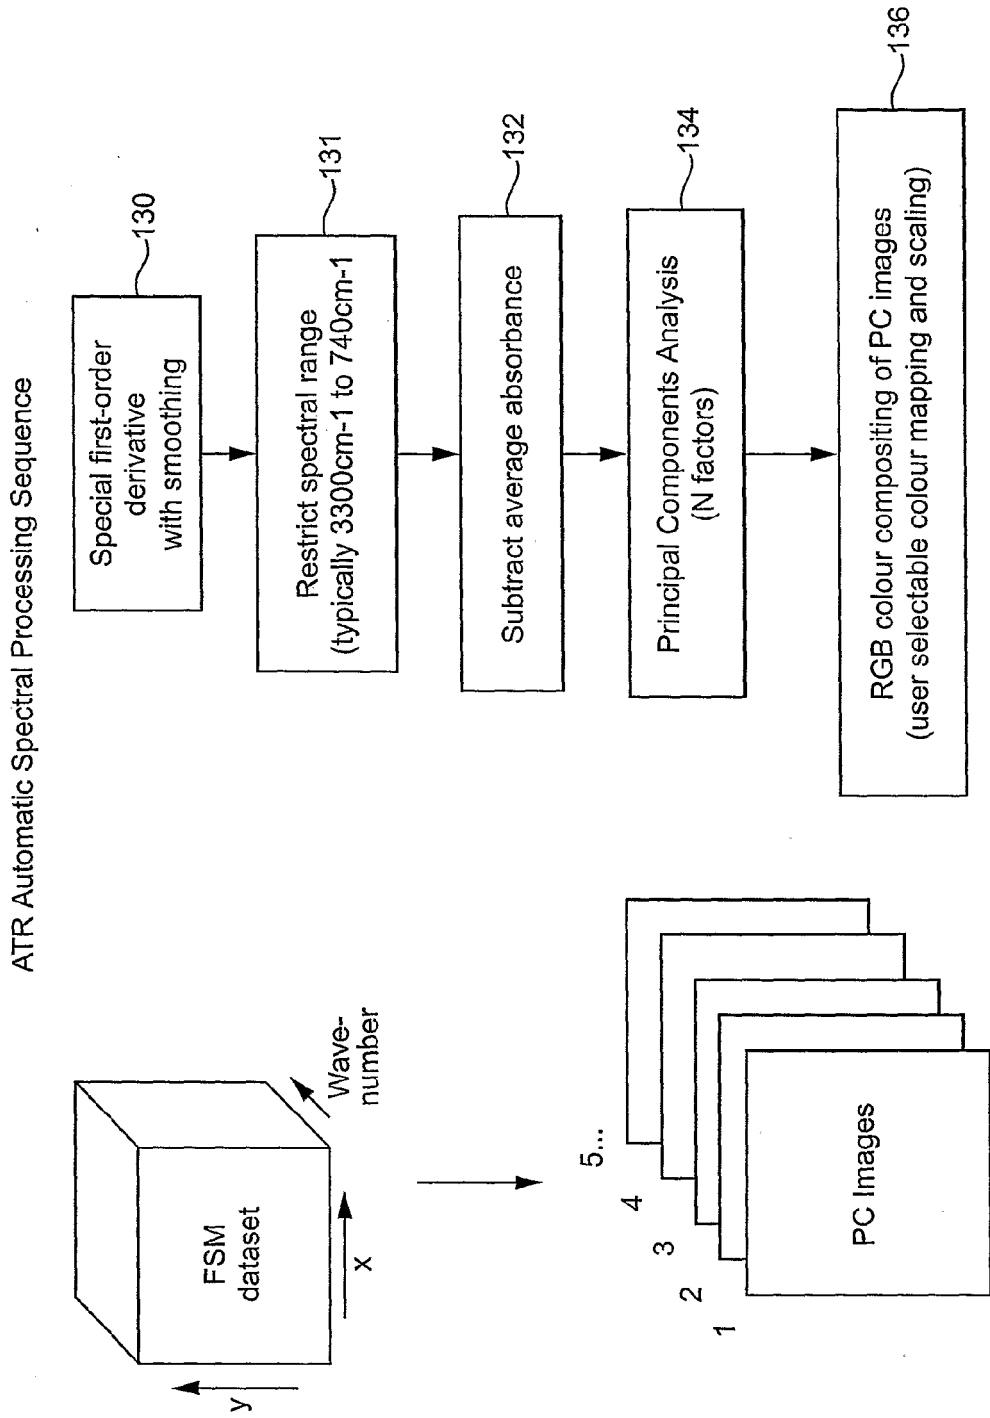 ATR Automatic Spectral Processing Sequence
FSM
dataset
y
x
Wave-
number
1
2
3
4
5...
PC Images
Special first-order
derivative
with smoothing
130
Restrict spectral range
(typically 3300cm-1 to 740cm-1
131
Subtract average absorbance
132
Principal Components Analysis
(N factors)
134
RGB colour compositing of PC images
(user selectable colour mapping and scaling)
136